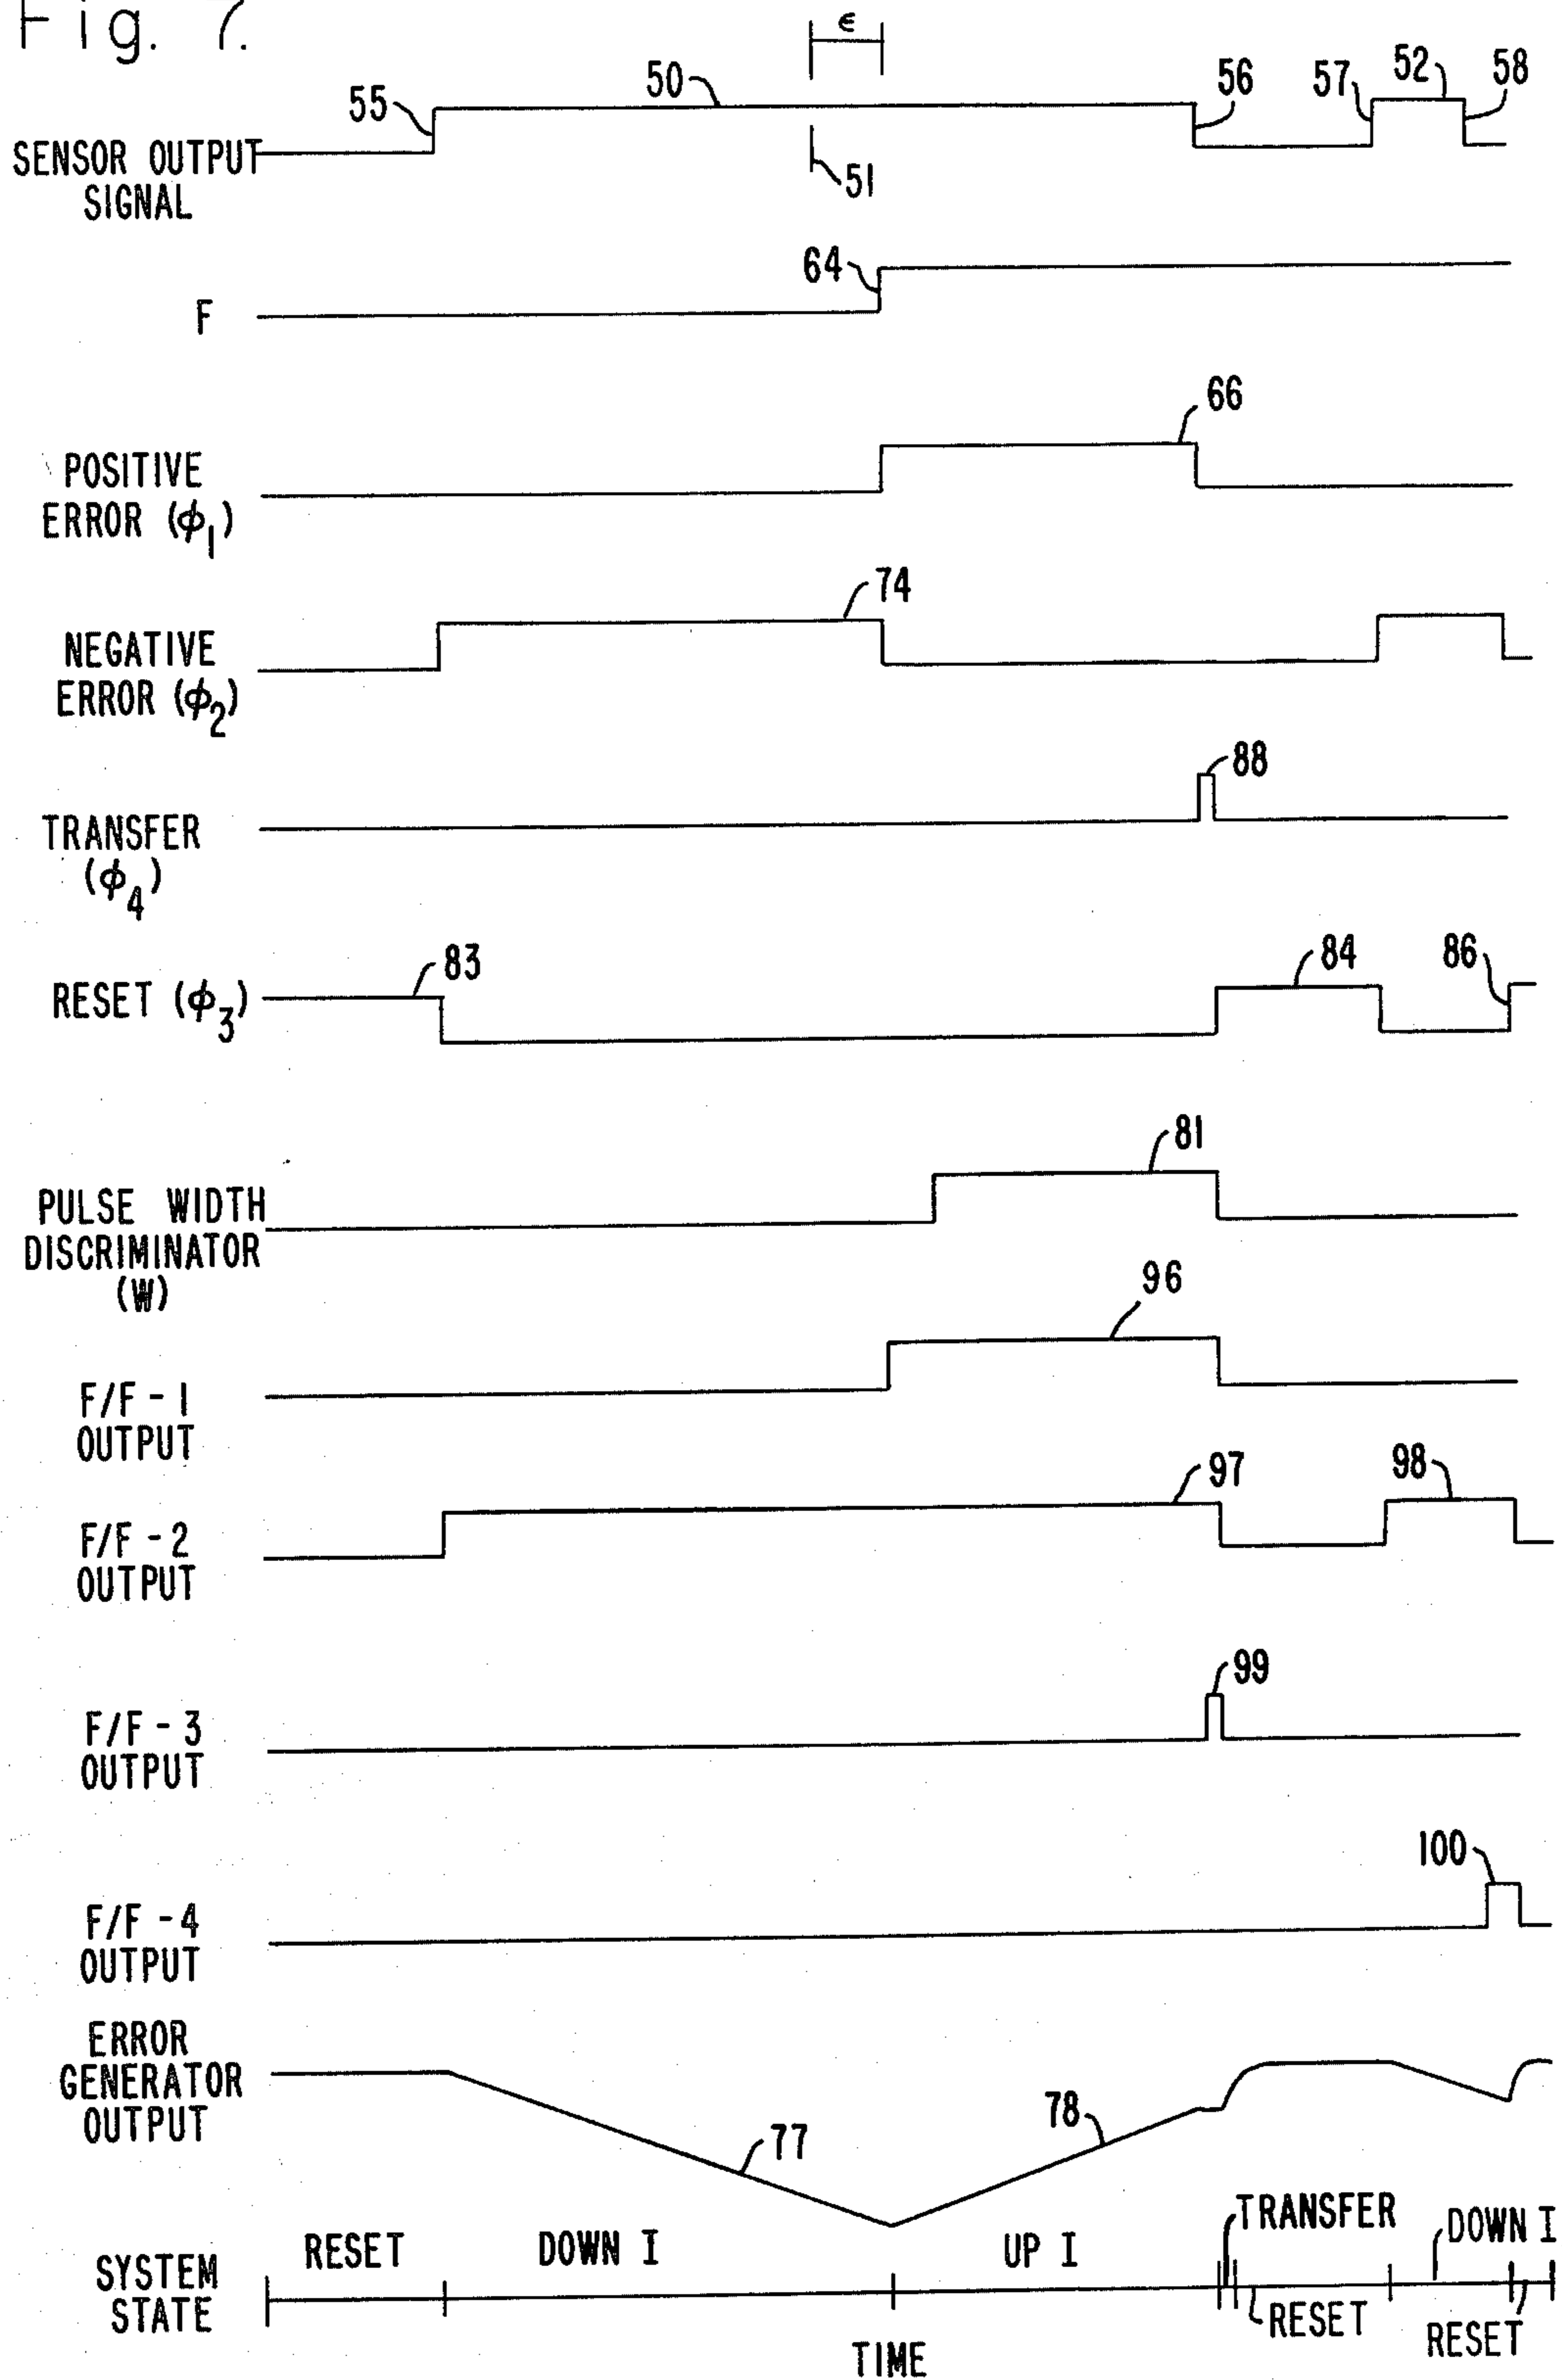 Fig. 7.
ϵ
55
50
56
57
52
58
SENSOR OUTPUT
SIGNAL
51
64
F
66
POSITIVE
ERROR (ϕ1)
74
NEGATIVE
ERROR (ϕ2)
88
TRANSFER
(ϕ4)
83
84
86
RESET (ϕ3)
81
PULSE WIDTH
DISCRIMINATOR
(W)
96
F/F - 1
OUTPUT
97
98
F/F - 2
OUTPUT
99
F/F - 3
OUTPUT
100
F/F - 4
OUTPUT
ERROR
GENERATOR
OUTPUT
77
78
RESET
DOWN I
UP I
TRANSFER
DOWN I
SYSTEM
STATE
RESET
RESET
TIME